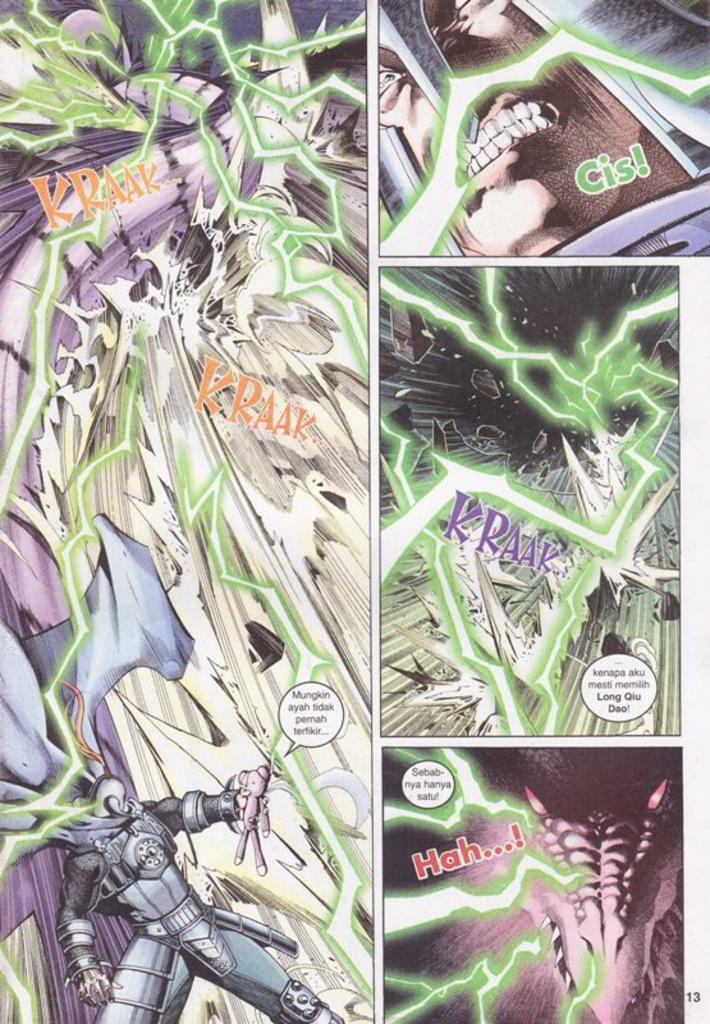 KRAAK...
KRAAK...
Mungkin
ayah tidak
pernah
terfikir...
Cis!
KRAAK...
...
kenapa aku
mesti memilih
Long Qiu
Dao!
Sebab-
nya hanya
satu!
Hah...!
13